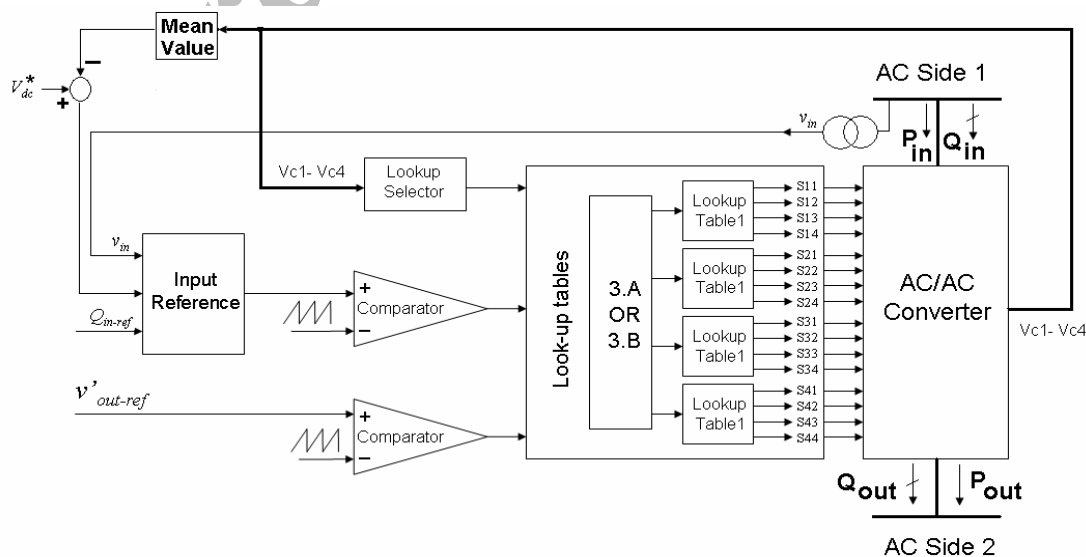 Mean
Value
−
V*dc
+
AC Side 1
vin
Pin
Qin
Vc1- Vc4
Lookup
Selector
vin
Input
Reference
Qin-ref
+
Comparator
−
v'out-ref
+
Comparator
−
Look-up tables
3.A
OR
3.B
Lookup
Table1
S11
S12
S13
S14
Lookup
Table1
S21
S22
S23
S24
Lookup
Table1
S31
S32
S33
S34
Lookup
Table1
S41
S42
S43
S44
AC/AC
Converter
Vc1- Vc4
Qout
Pout
AC Side 2